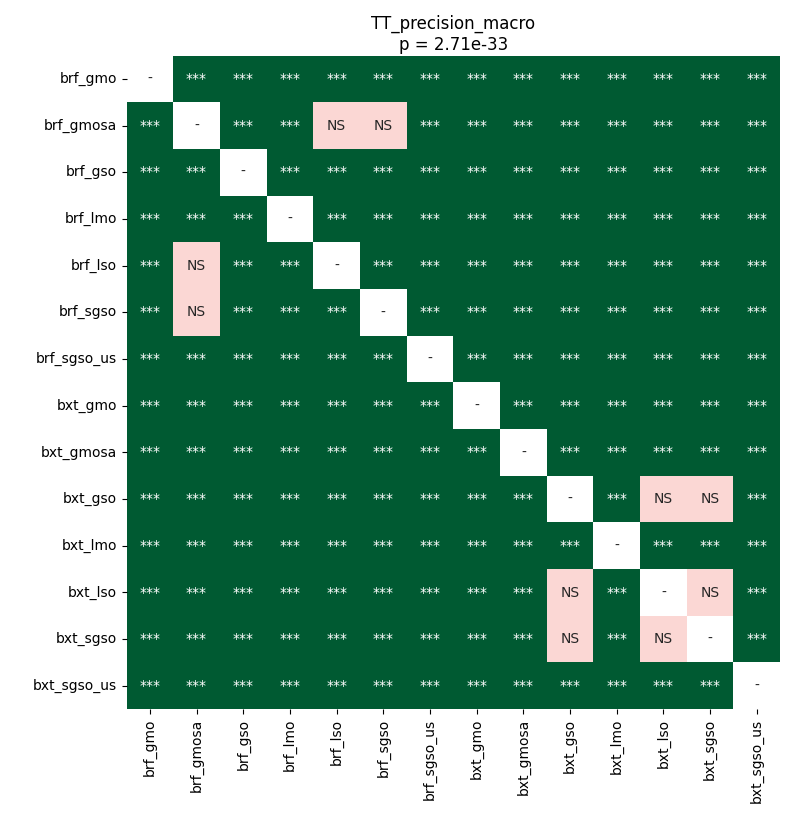 TT_precision_macro
p = 2.71e-33
brf_gmo - *** *** *** *** *** *** *** *** *** *** *** *** ***
brf_gmosa *** - *** *** NS NS *** *** *** *** *** *** *** ***
brf_gso *** *** - *** *** *** *** *** *** *** *** *** *** ***
brf_lmo *** *** *** - *** *** *** *** *** *** *** *** *** ***
brf_lso *** NS *** *** - *** *** *** *** *** *** *** *** ***
brf_sgso *** NS *** *** *** - *** *** *** *** *** *** *** ***
brf_sgso_us *** *** *** *** *** *** - *** *** *** *** *** *** ***
bxt_gmo *** *** *** *** *** *** *** - *** *** *** *** *** ***
bxt_gmosa *** *** *** *** *** *** *** *** - *** *** *** *** ***
bxt_gso *** *** *** *** *** *** *** *** *** - *** NS NS ***
bxt_lmo *** *** *** *** *** *** *** *** *** *** - *** *** ***
bxt_lso *** *** *** *** *** *** *** *** *** NS *** - NS ***
bxt_sgso *** *** *** *** *** *** *** *** *** NS *** NS - ***
bxt_sgso_us *** *** *** *** *** *** *** *** *** *** *** *** *** -
brf_gmo brf_gmosa brf_gso brf_lmo brf_lso brf_sgso brf_sgso_us bxt_gmo bxt_gmosa bxt_gso bxt_lmo bxt_lso bxt_sgso bxt_sgso_us